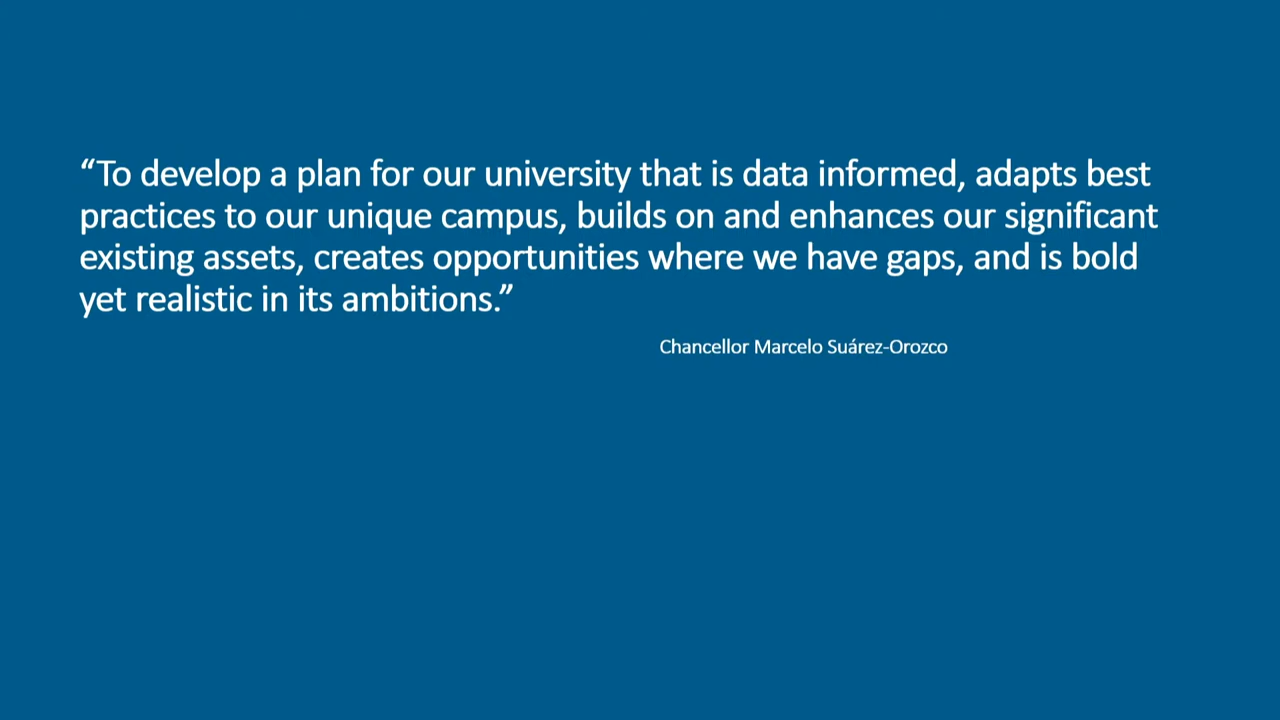 “To develop a plan for our university that is data informed, adapts best
practices to our unique campus, builds on and enhances our significant
existing assets, creates opportunities where we have gaps, and is bold
yet realistic in its ambitions.”
Chancellor Marcelo Suárez-Orozco